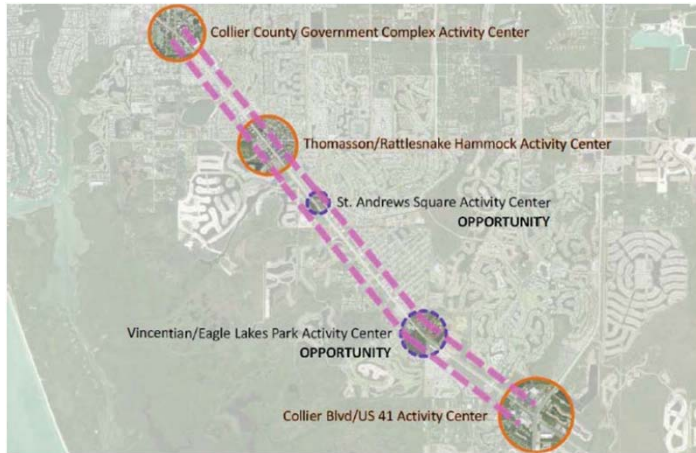 Collier County Government Complex Activity Center
Thomasson/Rattlesnake Hammock Activity Center
St. Andrews Square Activity Center
OPPORTUNITY
Vincentian/Eagle Lakes Park Activity Center
OPPORTUNITY
Collier Blvd/US 41 Activity Center